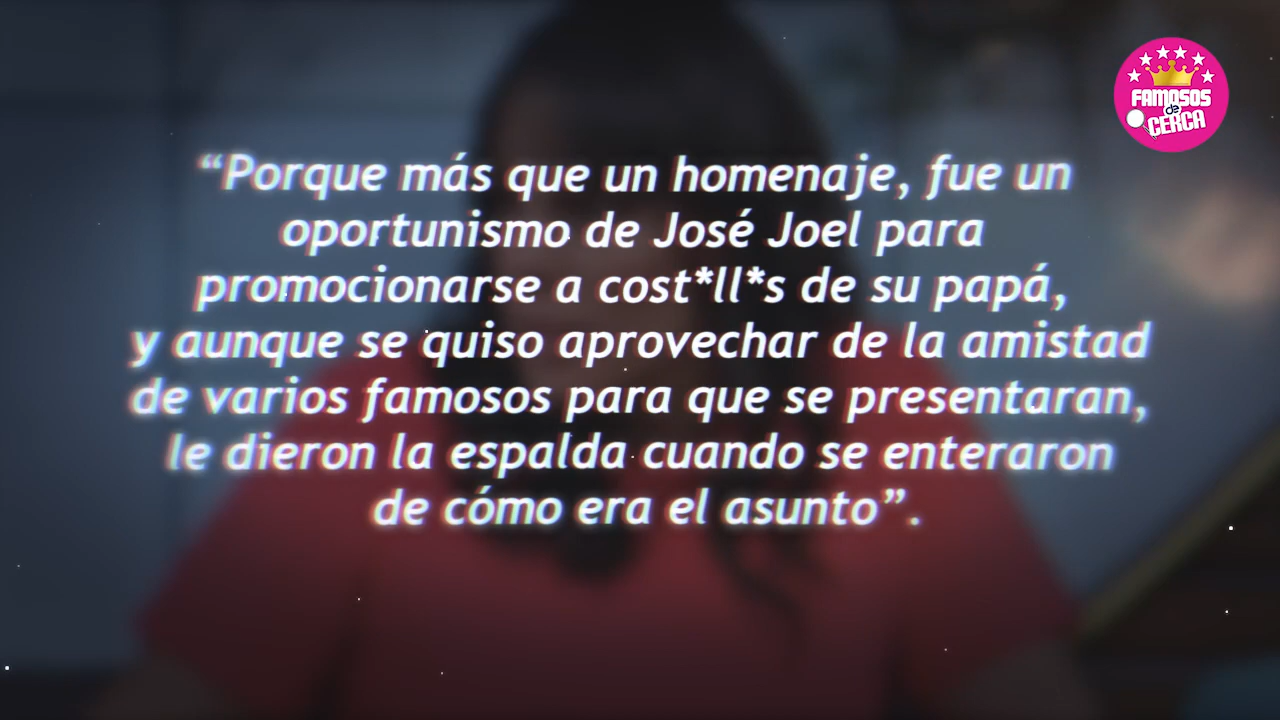 FAMOSOS
de
CERCA
“Porque más que un homenaje, fue un
oportunismo de José Joel para
promocionarse a cost*ll*s de su papá,
y aunque se quiso aprovechar de la amistad
de varios famosos para que se presentaran,
le dieron la espalda cuando se enteraron
de cómo era el asunto”.